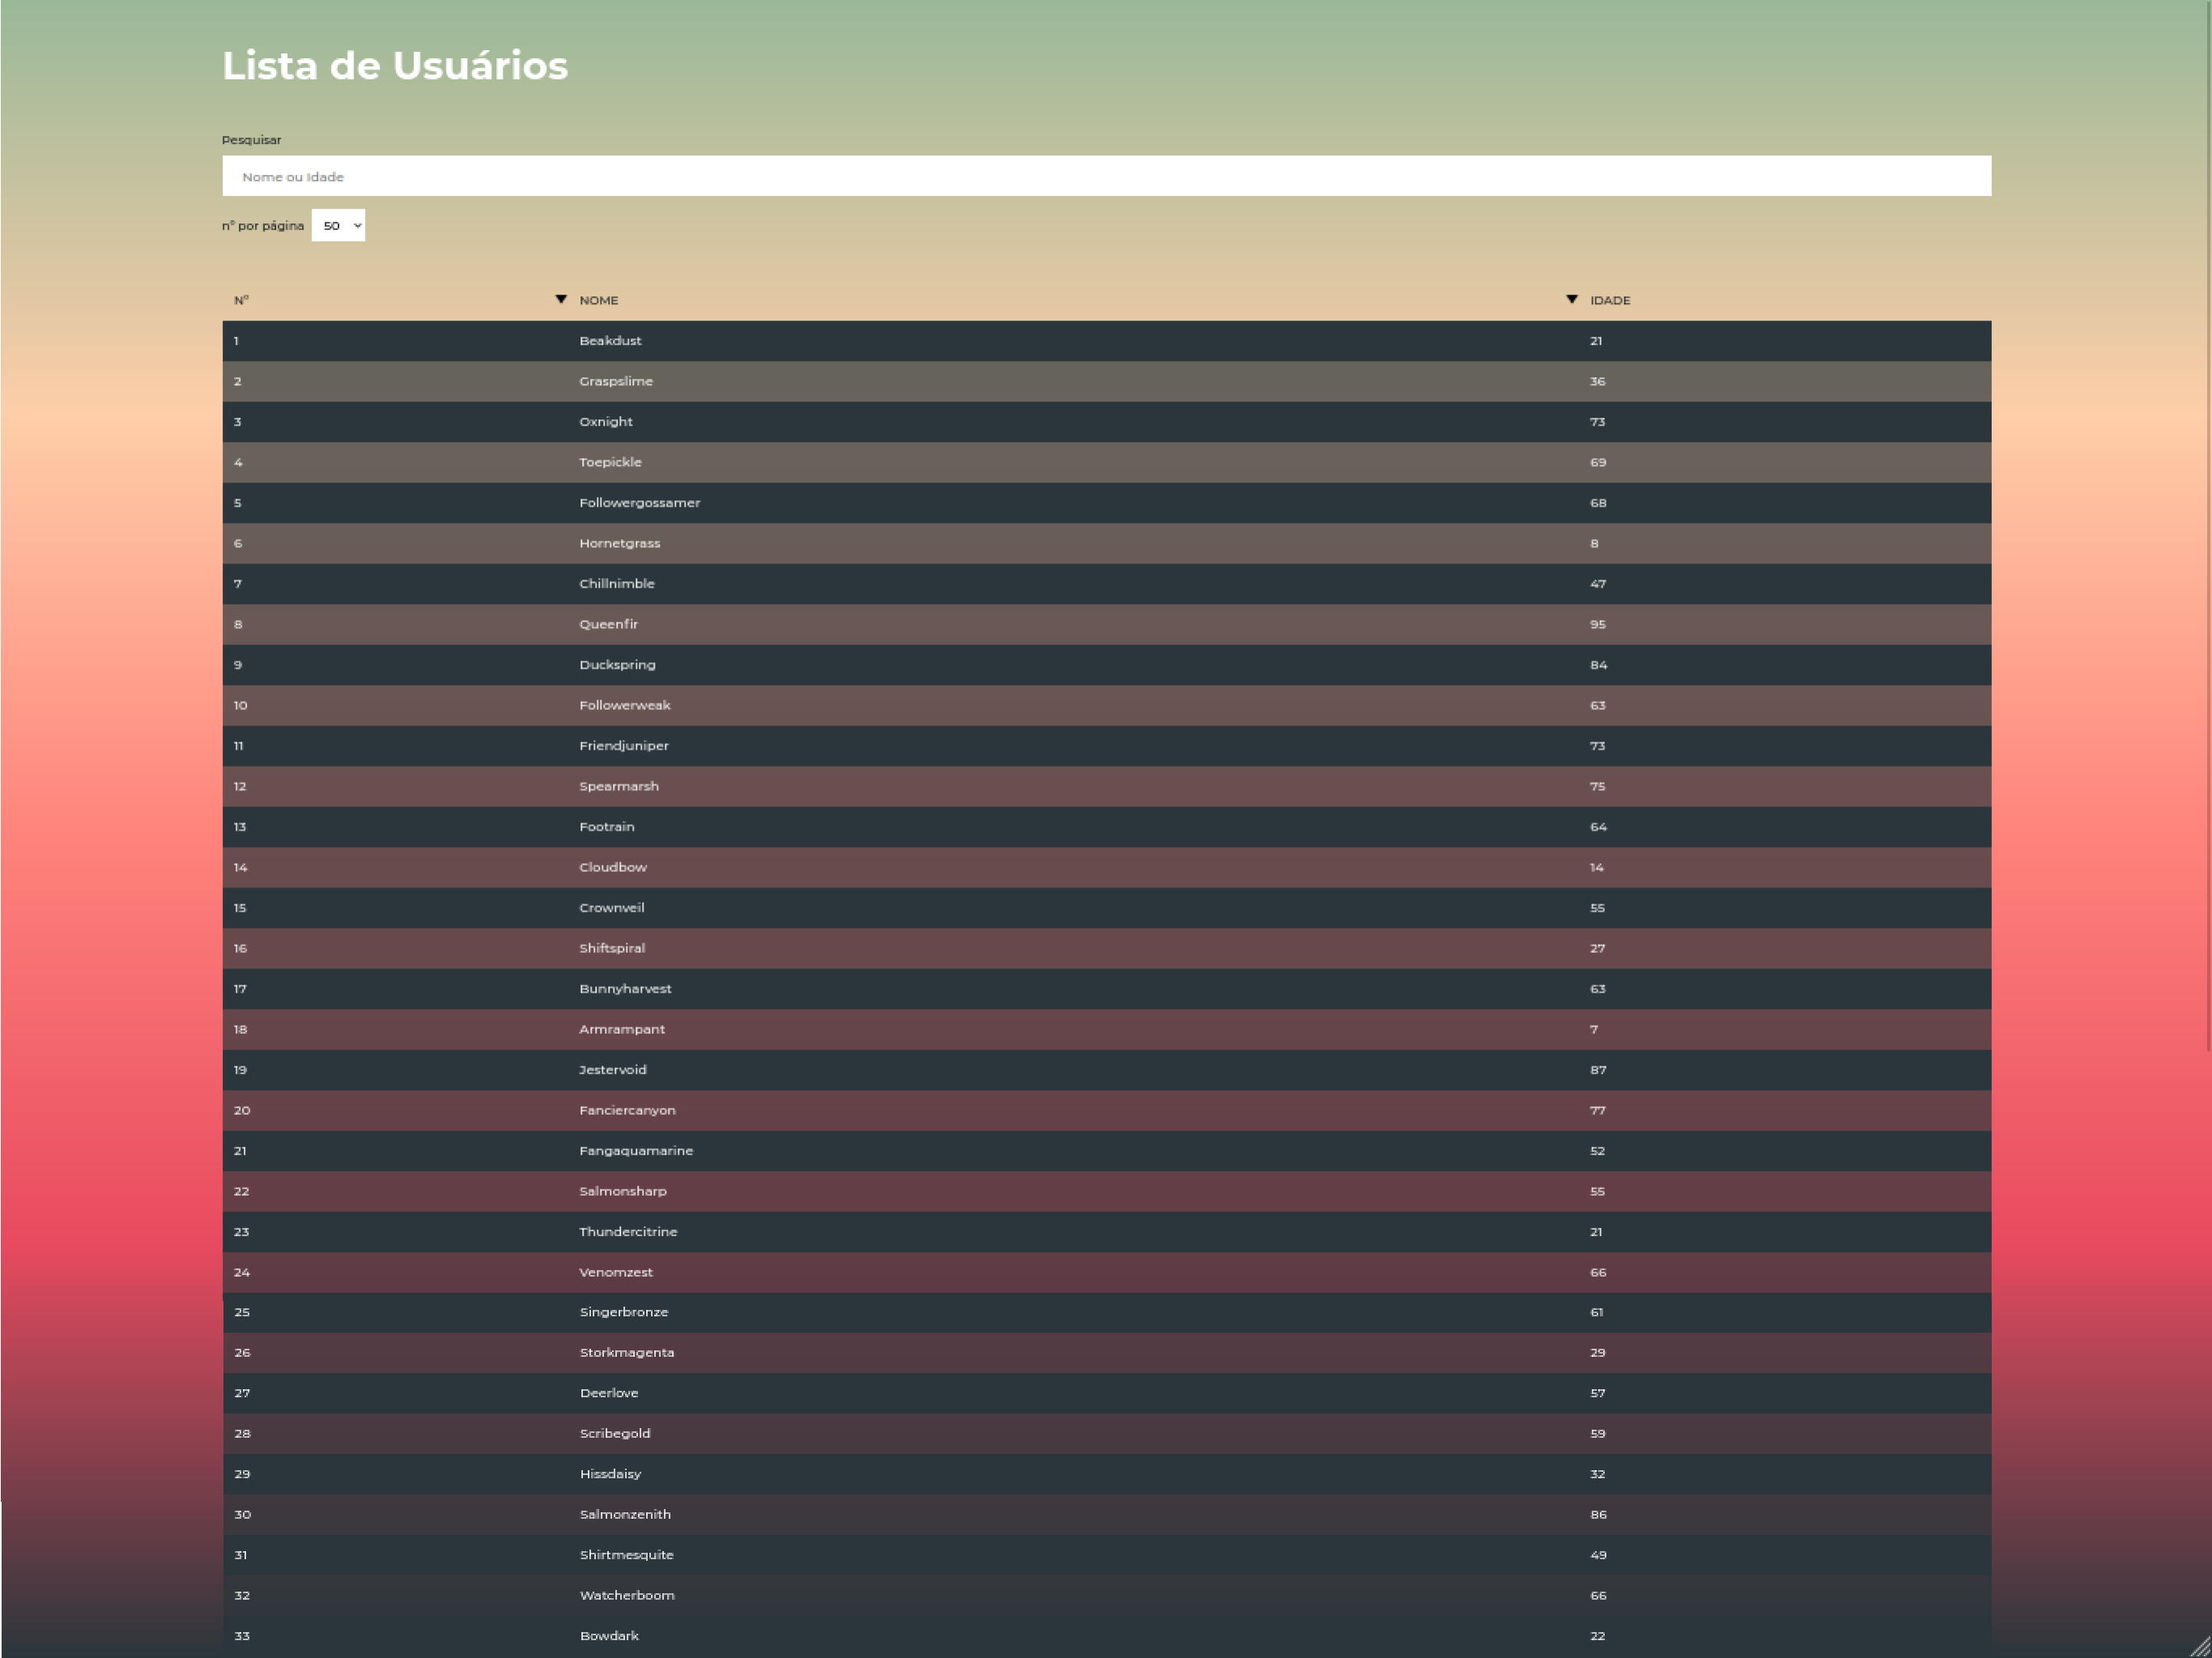 Lista de Usuários
Pesquisar
Nome ou Idade
nº por página 50
Nº NOME IDADE
1 Beakdust 21
2 Graspslime 36
3 Oxnight 73
4 Toepickle 69
5 Followergossamer 68
6 Hornetgrass 8
7 Chillnimble 47
8 Queenfir 95
9 Duckspring 84
10 Followerweak 63
11 Friendjuniper 73
12 Spearmarsh 75
13 Footrain 64
14 Cloudbow 14
15 Crownveil 55
16 Shiftspiral 27
17 Bunnyharvest 63
18 Armrampant 7
19 Jestervoid 87
20 Fanciercanyon 77
21 Fangaquamarine 52
22 Salmonsharp 55
23 Thundercitrine 21
24 Venomzest 66
25 Singerbronze 61
26 Storkmagenta 29
27 Deerlove 57
28 Scribegold 59
29 Hissdaisy 32
30 Salmonzenith 86
31 Shirtmesquite 49
32 Watcherboom 66
33 Bowdark 22